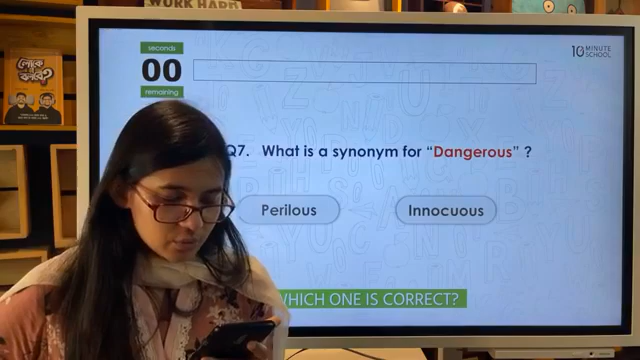 WORK HARD
seconds
00
remaining
10 MINUTE
SCHOOL
লোকে
কি
বলবে?
Q7. What is a synonym for “Dangerous” ?
Perilous
Innocuous
WHICH ONE IS CORRECT?